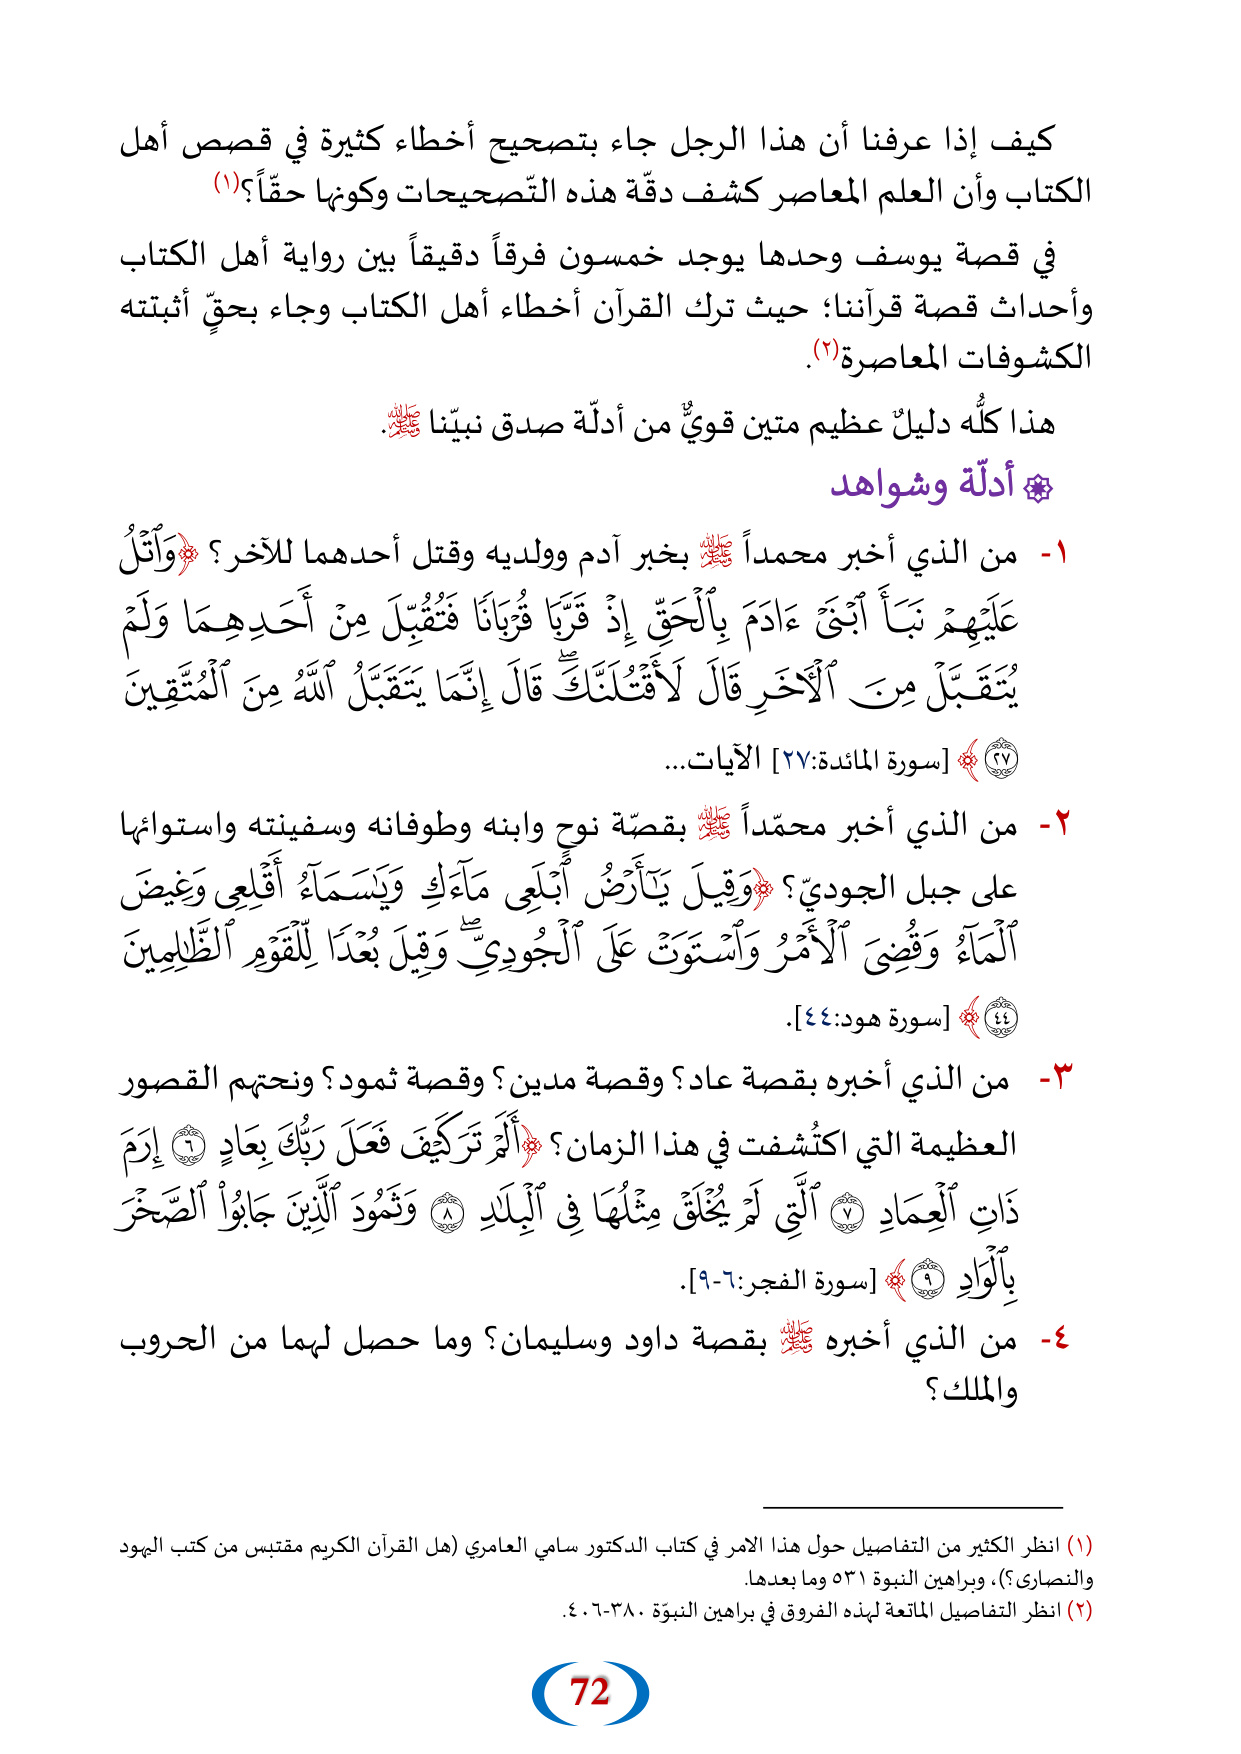 كيف إذا عرفنا أن هذا الرجل جاء بتصحيح أخطاء كثيرة في قصص أهل
الكتاب وأن العلم المعاصر كشف دقّة هذه التّصحيحات وكونها حقّاً؟(١)
في قصة يوسف وحدها يوجد خمسون فرقاً دقيقاً بين رواية أهل الكتاب
وأحداث قصة قرآننا؛ حيث ترك القرآن أخطاء أهل الكتاب وجاء بحقٍّ أثبتته
الكشوفات المعاصرة(٢).
هذا كلُّه دليلٌ عظيم متين قويٌّ من أدلّة صدق نبيّنا ﷺ.
۞ أدلّة وشواهد
١- من الذي أخبر محمداً ﷺ بخبر آدم وولديه وقتل أحدهما للآخر؟ ﴿وَٱتۡلُ
عَلَيۡهِمۡ نَبَأَ ٱبۡنَيۡ ءَادَمَ بِٱلۡحَقِّ إِذۡ قَرَّبَا قُرۡبَانٗا فَتُقُبِّلَ مِنۡ أَحَدِهِمَا وَلَمۡ
يُتَقَبَّلۡ مِنَ ٱلۡأٓخَرِ قَالَ لَأَقۡتُلَنَّكَۖ قَالَ إِنَّمَا يَتَقَبَّلُ ٱللَّهُ مِنَ ٱلۡمُتَّقِينَ
٢٧﴾ [سورة المائدة:٢٧] الآيات...
٢- من الذي أخبر محمّداً ﷺ بقصّة نوحٍ وابنه وطوفانه وسفينته واستوائها
على جبل الجوديّ؟ ﴿وَقِيلَ يَٰٓأَرۡضُ ٱبۡلَعِي مَآءَكِ وَيَٰسَمَآءُ أَقۡلِعِي وَغِيضَ
ٱلۡمَآءُ وَقُضِيَ ٱلۡأَمۡرُ وَٱسۡتَوَتۡ عَلَى ٱلۡجُودِيِّۖ وَقِيلَ بُعۡدٗا لِّلۡقَوۡمِ ٱلظَّٰلِمِينَ
٤٤﴾ [سورة هود:٤٤].
٣- من الذي أخبره بقصة عاد؟ وقصة مدين؟ وقصة ثمود؟ ونحتهم القصور
العظيمة التي اكتُشفت في هذا الزمان؟ ﴿أَلَمۡ تَرَ كَيۡفَ فَعَلَ رَبُّكَ بِعَادٍ ٦ إِرَمَ
ذَاتِ ٱلۡعِمَادِ ٧ ٱلَّتِي لَمۡ يُخۡلَقۡ مِثۡلُهَا فِي ٱلۡبِلَٰدِ ٨ وَثَمُودَ ٱلَّذِينَ جَابُواْ ٱلصَّخۡرَ
بِٱلۡوَادِ ٩﴾ [سورة الفجر:٦-٩].
٤- من الذي أخبره ﷺ بقصة داود وسليمان؟ وما حصل لهما من الحروب
والملك؟
(١) انظر الكثير من التفاصيل حول هذا الامر في كتاب الدكتور سامي العامري (هل القرآن الكريم مقتبس من كتب اليهود
والنصارى؟)، وبراهين النبوة ٥٣١ وما بعدها.
(٢) انظر التفاصيل الماتعة لهذه الفروق في براهين النبوّة ٣٨٠-٤٠٦.
72